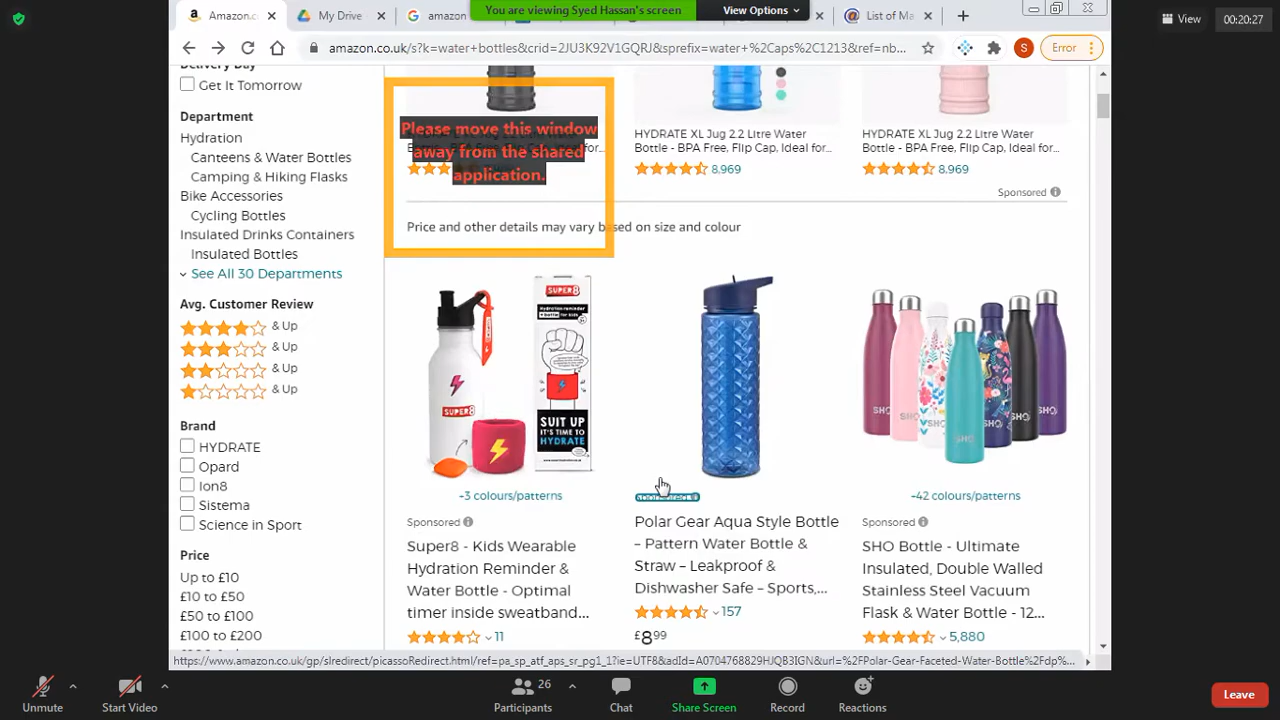 You are viewing Syed Hassan's screen
View Options
View
00:20:27
Amazon.cc
My Drive
amazon
List of Ma
amazon.co.uk/s?k=water+bottles&crid=2JU3K92V1GQRJ&sprefix=water+%2Caps%2C1213&ref=nb...
S
Error
Delivery Day
Get It Tomorrow
Department
Hydration
Canteens & Water Bottles
Camping & Hiking Flasks
Bike Accessories
Cycling Bottles
Insulated Drinks Containers
Insulated Bottles
See All 30 Departments
Avg. Customer Review
& Up
& Up
& Up
& Up
Brand
HYDRATE
Opard
Ion8
Sistema
Science in Sport
Price
Up to £10
£10 to £50
£50 to £100
£100 to £200
Please move this window
away from the shared
application.
HYDRATE XL Jug 2.2 Litre Water
Bottle - BPA Free, Flip Cap, Ideal for...
8,969
HYDRATE XL Jug 2.2 Litre Water
Bottle - BPA Free, Flip Cap, Ideal for...
8,969
Sponsored
Price and other details may vary based on size and colour
SUPER8
SUPER8
Hydration reminder
+ bottle for kids
SUIT UP
IT'S TIME TO
HYDRATE
+3 colours/patterns
Sponsored
Super8 - Kids Wearable
Hydration Reminder &
Water Bottle - Optimal
timer inside sweatband...
11
Sponsored
Polar Gear Aqua Style Bottle
– Pattern Water Bottle &
Straw – Leakproof &
Dishwasher Safe – Sports,...
157
£8.99
SHO
SHO
SHO
SHO
+42 colours/patterns
Sponsored
SHO Bottle - Ultimate
Insulated, Double Walled
Stainless Steel Vacuum
Flask & Water Bottle - 12...
5,880
https://www.amazon.co.uk/gp/slredirect/picassoRedirect.html/ref=pa_sp_atf_aps_sr_pg1_1?ie=UTF8&adId=A0704768829HJQB3IGN&url=%2FPolar-Gear-Faceted-Water-Bottle%2Fdp%...
Unmute
Start Video
26
Participants
Chat
Share Screen
Record
Reactions
Leave